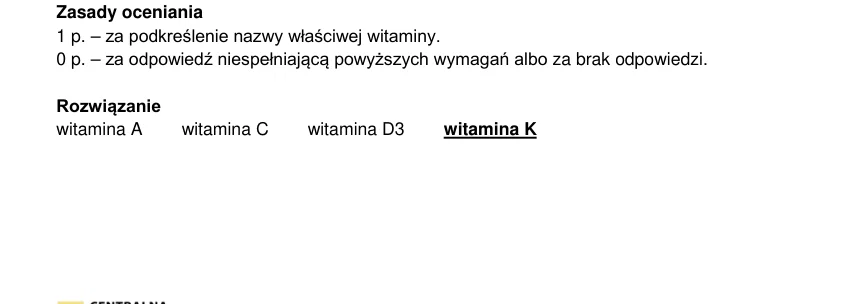 Zasady oceniania
1 p. – za podkreślenie nazwy właściwej witaminy.
0 p. – za odpowiedź niespełniającą powyższych wymagań albo za brak odpowiedzi.
Rozwiązanie
witamina A witamina C witamina D3 witamina K
CENTRALNA